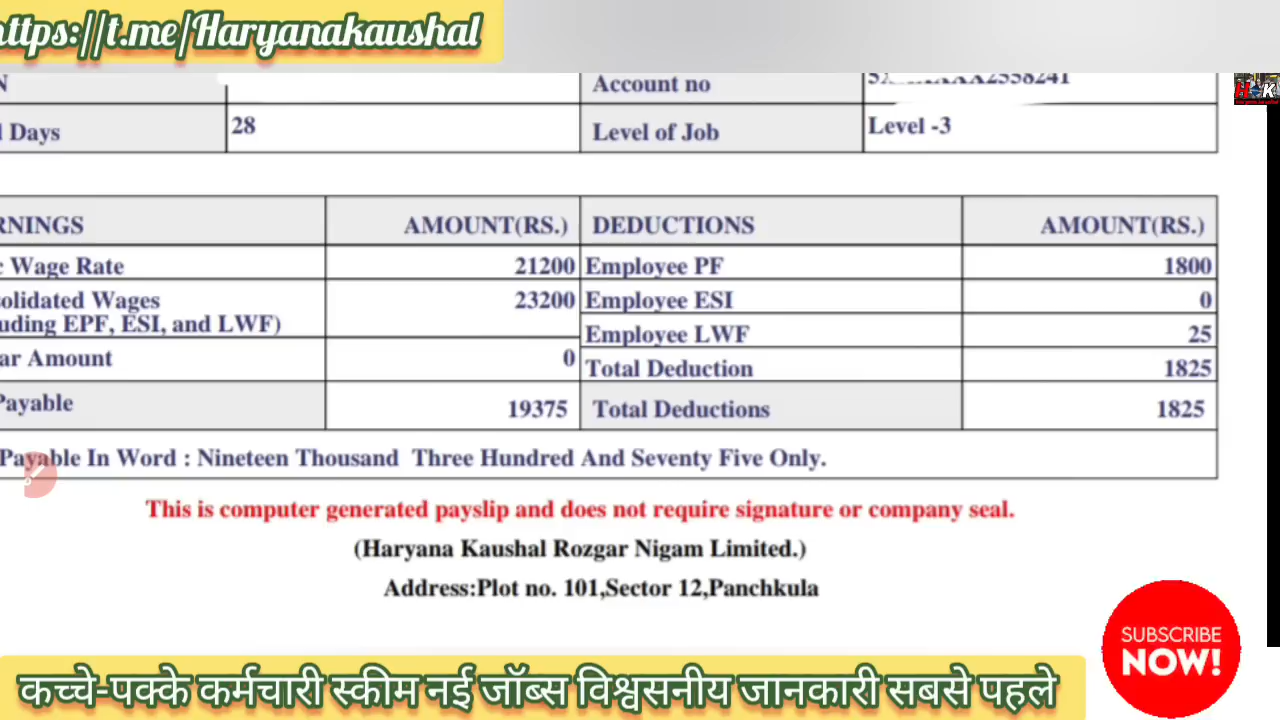 https://t.me/Haryanakaushal
N Account no
Days 28 Level of Job Level -3
RNINGS AMOUNT(RS.) DEDUCTIONS AMOUNT(RS.)
c Wage Rate 21200 Employee PF 1800
solidated Wages 23200 Employee ESI 0
uding EPF, ESI, and LWF)
Employee LWF 25
ar Amount 0
Total Deduction 1825
Payable 19375 Total Deductions 1825
Payable In Word : Nineteen Thousand Three Hundred And Seventy Five Only.
This is computer generated payslip and does not require signature or company seal.
(Haryana Kaushal Rozgar Nigam Limited.)
Address:Plot no. 101,Sector 12,Panchkula
SUBSCRIBE
NOW!
कच्चे-पक्के कर्मचारी स्कीम नई जॉब्स विश्वसनीय जानकारी सबसे पहले